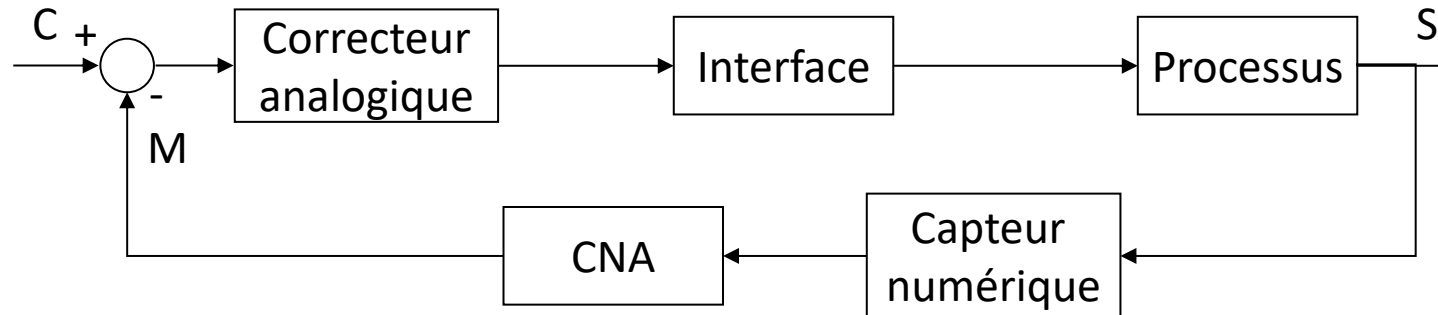 C
+
-
M
Correcteur
analogique
Interface
Processus
S
CNA
Capteur
numérique